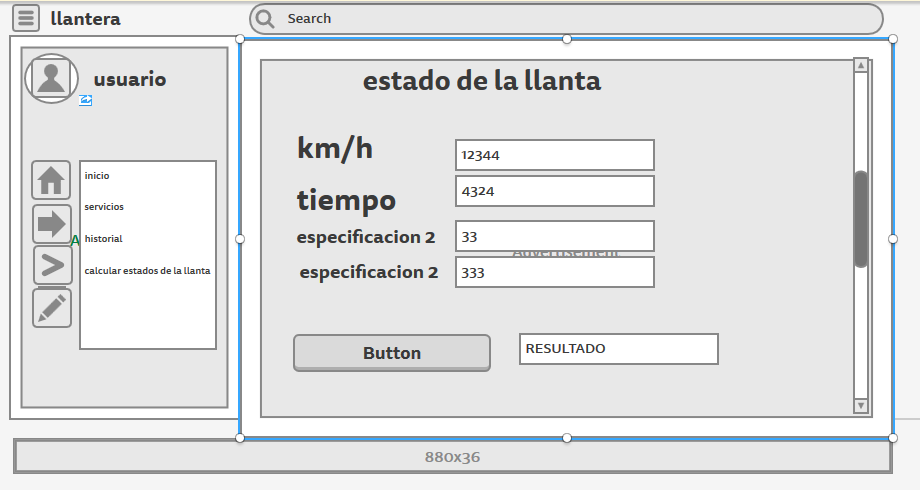 llantera
Search
usuario
inicio
servicios
A
historial
calcular estados de la llanta
estado de la llanta
km/h
12344
tiempo
4324
especificacion 2
33
Advertisement
especificacion 2
333
Button
RESULTADO
880x36